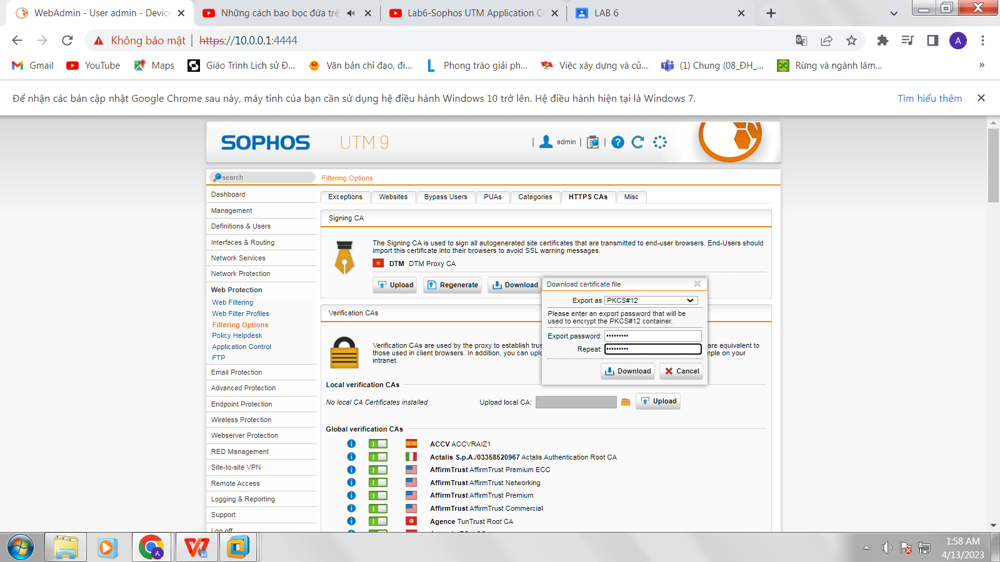 WebAdmin - User admin - Device
Những cách bao bọc đứa trẻ
Lab6-Sophos UTM Application Co
LAB 6
Không bảo mật | https://10.0.0.1:4444
A
Gmail
YouTube
Maps
Giáo Trình Lịch sử Đ...
Văn bản chỉ đạo, đi...
Phong trào giải ph...
Việc xây dựng và củ...
(1) Chung (08_ĐH_...
Rừng và ngành lâm...
»
Để nhận các bản cập nhật Google Chrome sau này, máy tính của bạn cần sử dụng hệ điều hành Windows 10 trở lên. Hệ điều hành hiện tại là Windows 7.
Tìm hiểu thêm
SOPHOS
UTM 9
| admin | |
search
Filtering Options
Dashboard
Management
Definitions & Users
Interfaces & Routing
Network Services
Network Protection
Web Protection
Web Filtering
Web Filter Profiles
Filtering Options
Policy Helpdesk
Application Control
FTP
Email Protection
Advanced Protection
Endpoint Protection
Wireless Protection
Webserver Protection
RED Management
Site-to-site VPN
Remote Access
Logging & Reporting
Support
Log off
Exceptions
Websites
Bypass Users
PUAs
Categories
HTTPS CAs
Misc
Signing CA
The Signing CA is used to sign all autogenerated site certificates that are transmitted to end-user browsers. End-Users should
import this certificate into their browsers to avoid SSL warning messages.
DTM DTM Proxy CA
Upload
Regenerate
Download
Download certificate file
Export as PKCS#12
Please enter an export password that will be
used to encrypt the PKCS#12 container.
Export password: •••••••••
Repeat: •••••••••
Download
Cancel
Verification CAs
Verification CAs are used by the proxy to establish trus are equivalent to
those used in client browsers. In addition, you can uplo mple on your
intranet.
Local verification CAs
No local CA Certificates installed
Upload local CA:
Upload
Global verification CAs
ACCV ACCVRAIZ1
Actalis S.p.A./03358520967 Actalis Authentication Root CA
AffirmTrust AffirmTrust Premium ECC
AffirmTrust AffirmTrust Networking
AffirmTrust AffirmTrust Premium
AffirmTrust AffirmTrust Commercial
Agence TunTrust Root CA
1:58 AM
4/13/2023